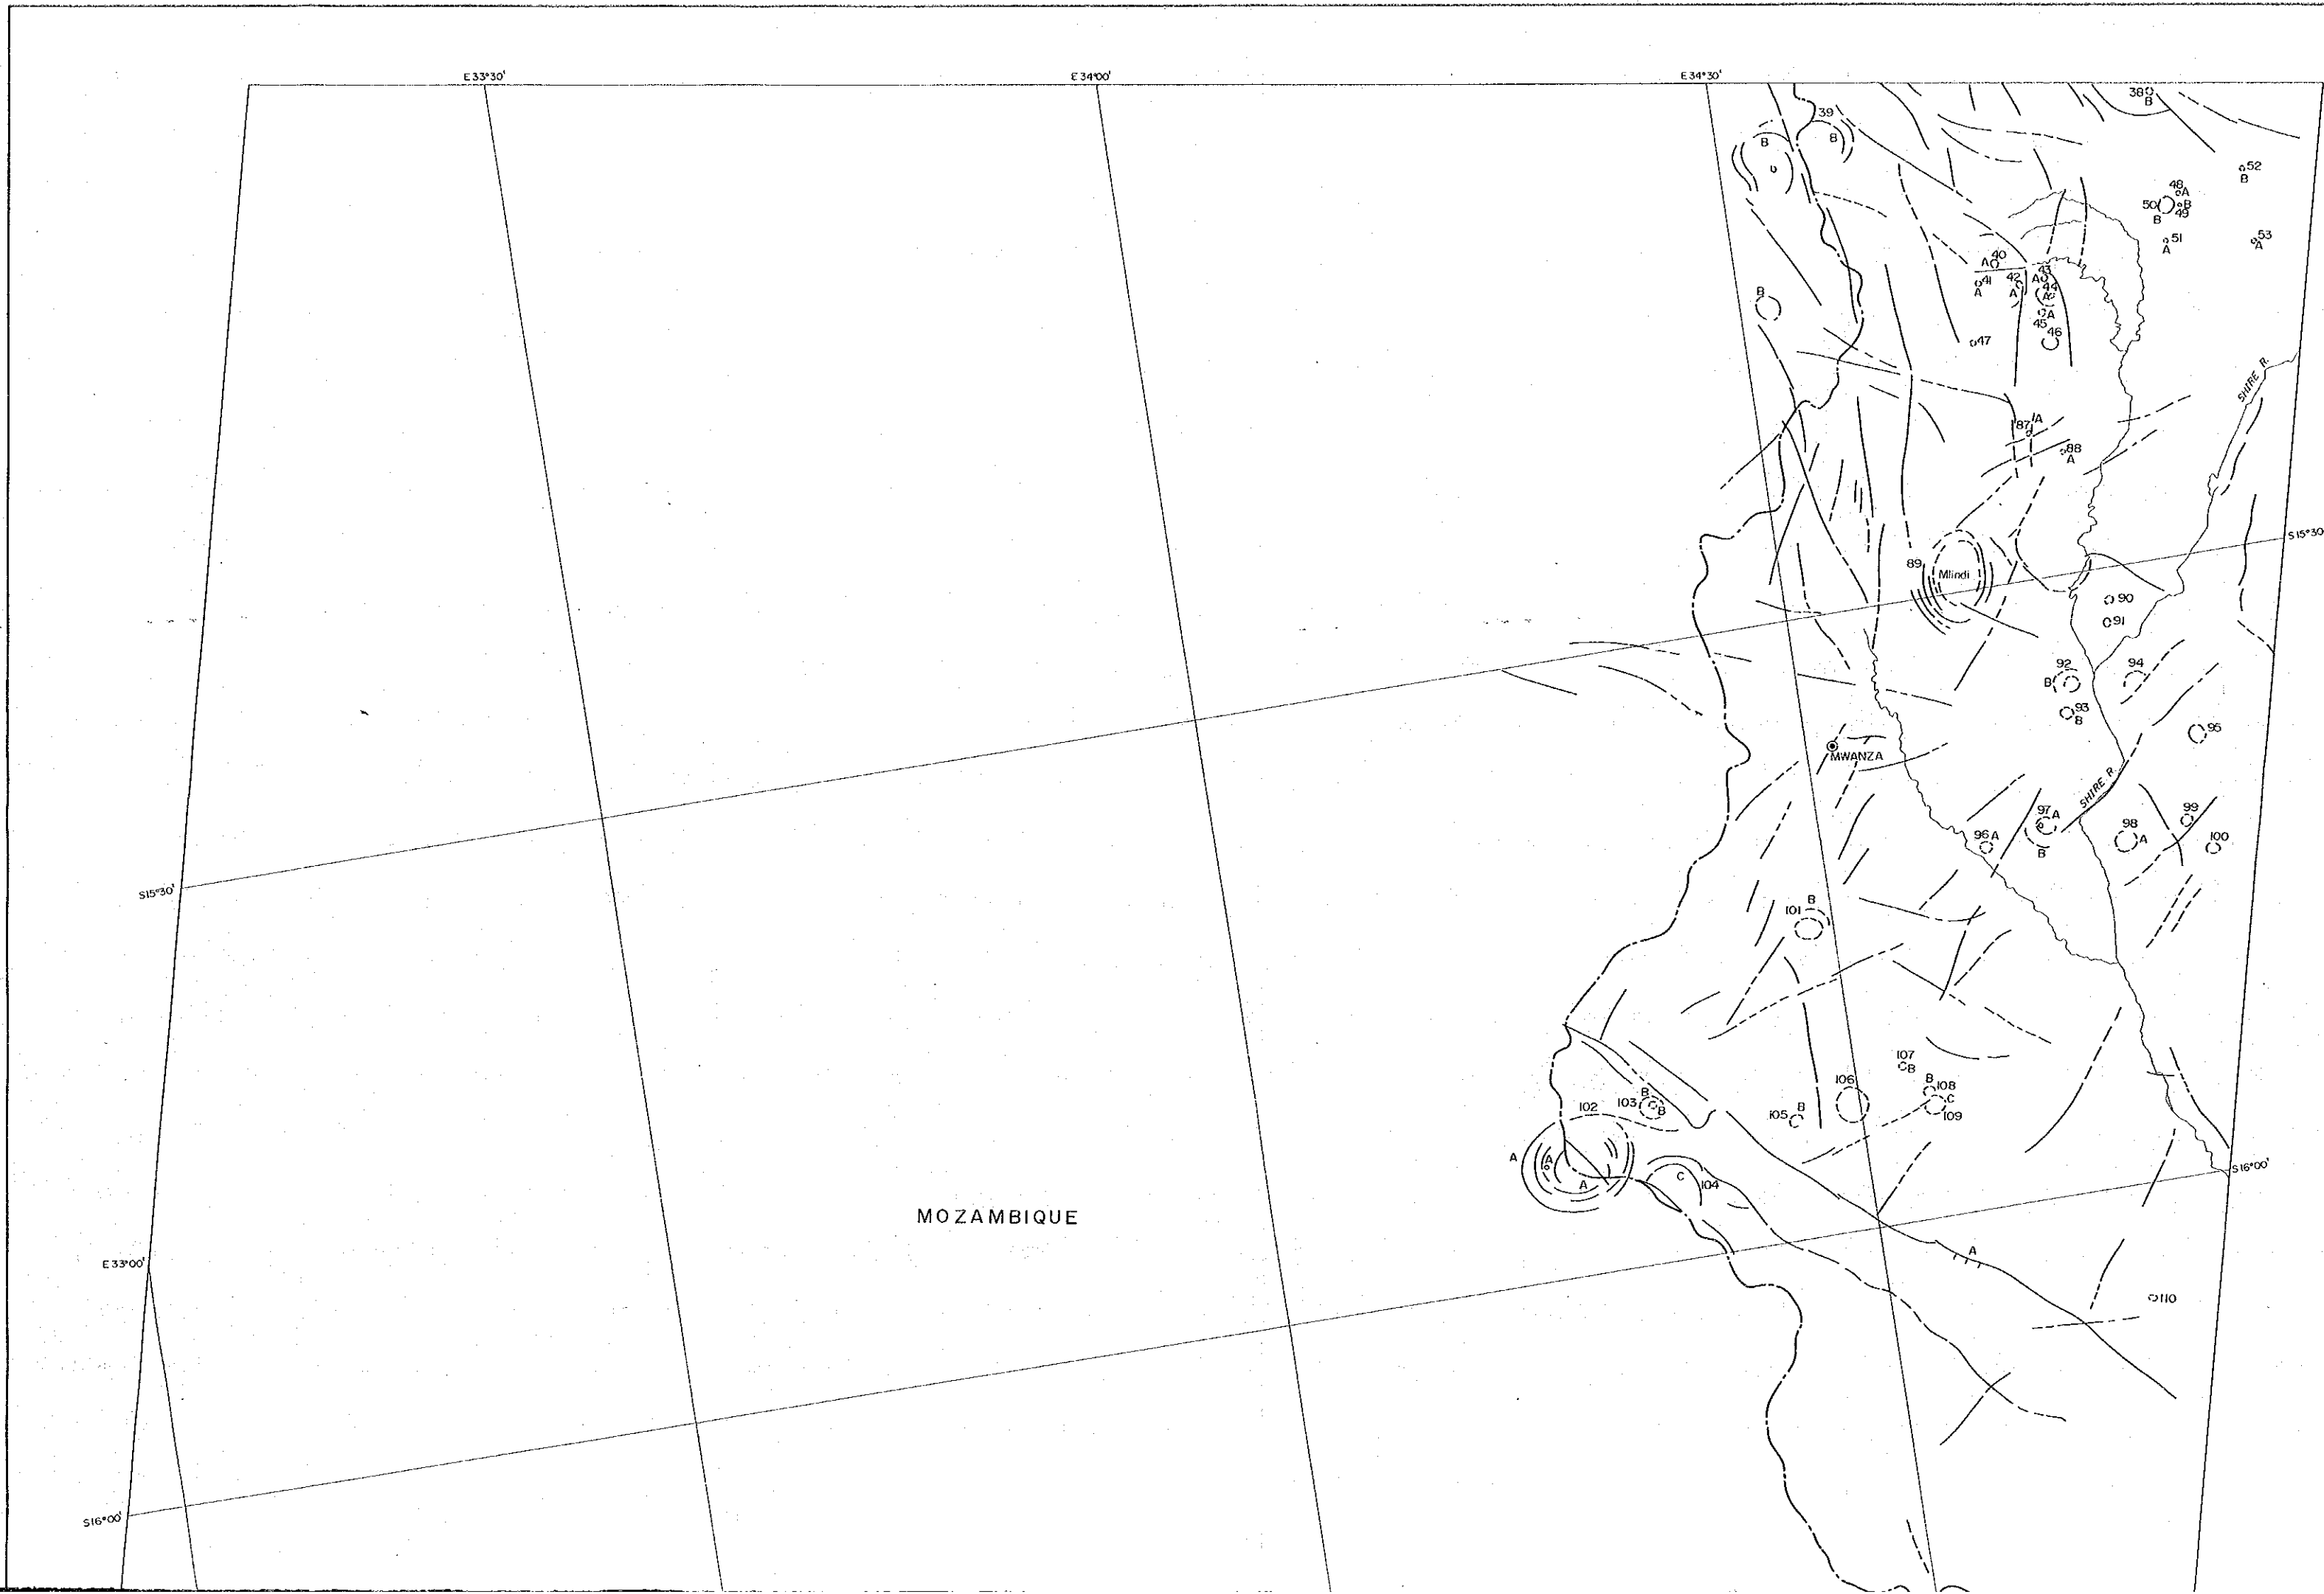 E33°30'
E34°00'
E34°30'
38
B
39
B
B
52
B
48
A
50
B
49
B
51
A
53
A
40
A
41
A
42
A
43
A
44
A
45
A
46
47
B
SHIRE R.
87
A
88
A
S15°30'
89
Mlindi
90
91
92
B
94
93
B
95
MWANZA
SHIRE R.
97
A
B
96 A
98
A
99
100
S15°30'
B
101
107
B
106
B
108
C
109
B
103
B
102
105
B
A
A
A
C
104
S16°00'
MOZAMBIQUE
A
E33°00'
110
S16°00'